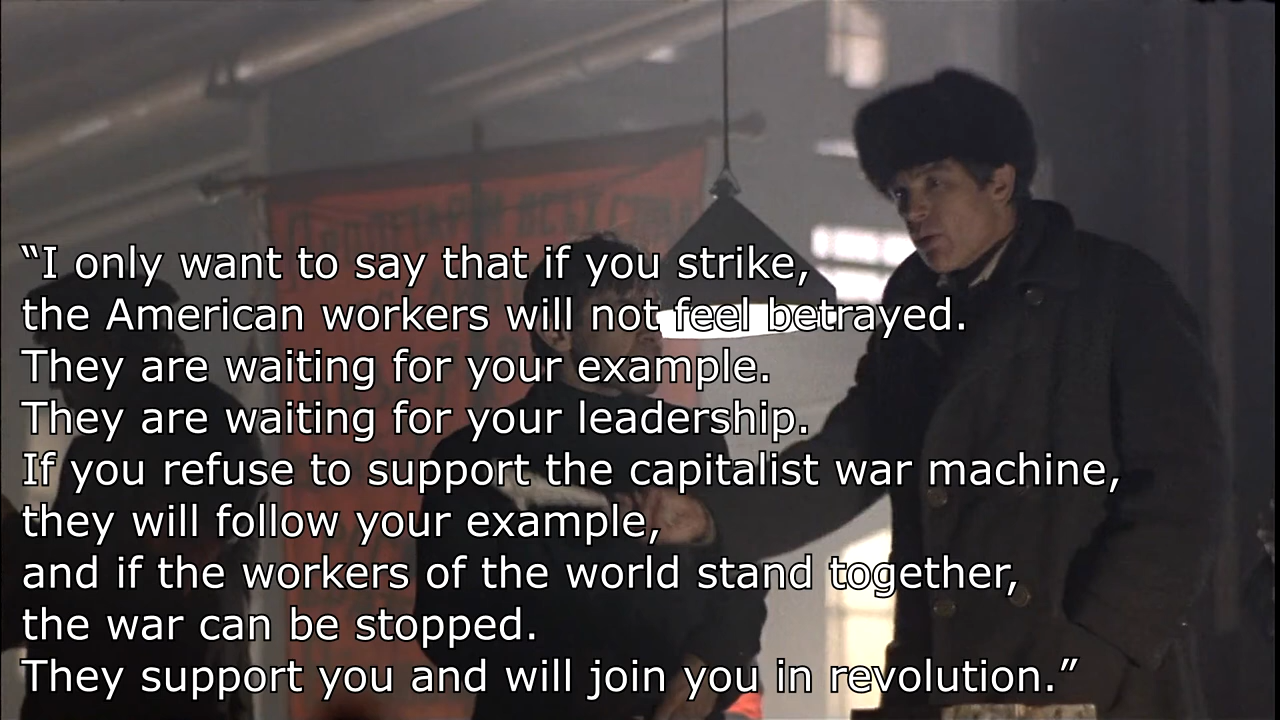 “I only want to say that if you strike,
the American workers will not feel betrayed.
They are waiting for your example.
They are waiting for your leadership.
If you refuse to support the capitalist war machine,
they will follow your example,
and if the workers of the world stand together,
the war can be stopped.
They support you and will join you in revolution.”